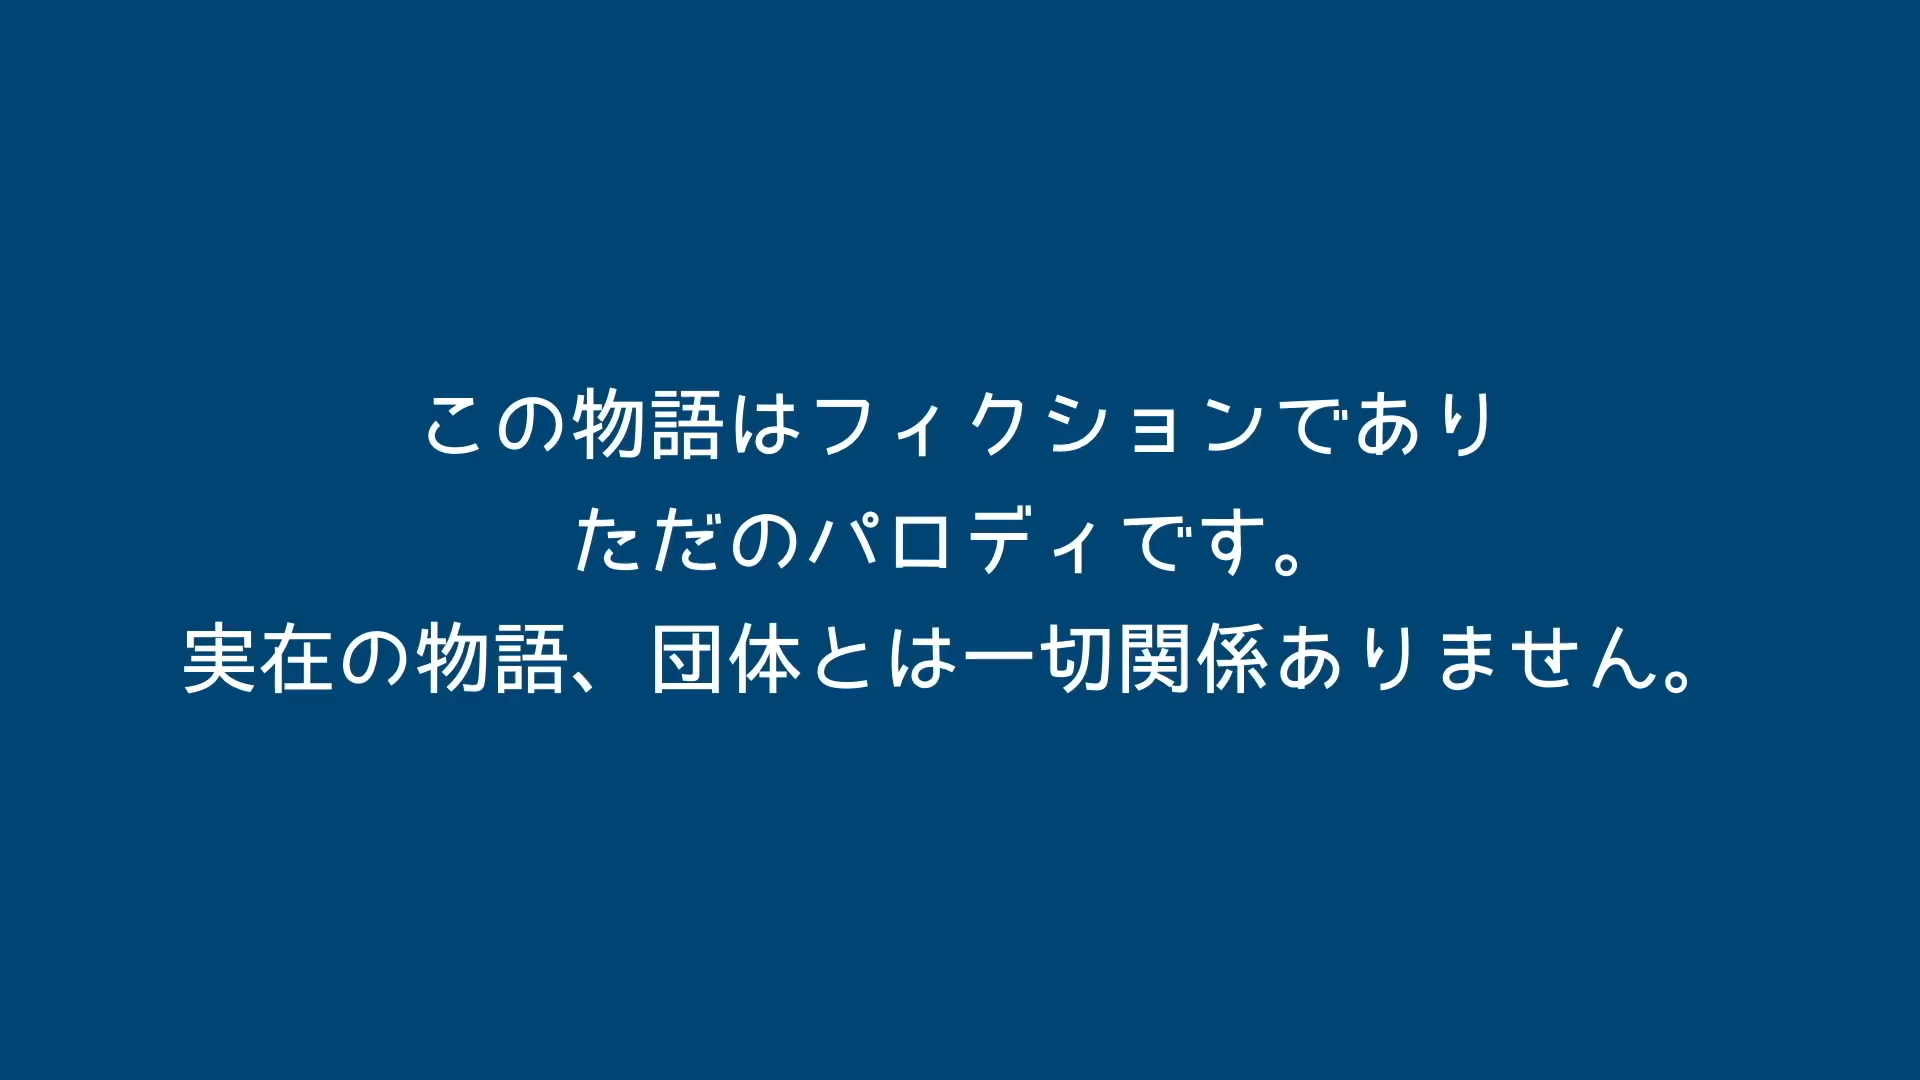 この物語はフィクションであり
ただのパロディです。
実在の物語、団体とは一切関係ありません。